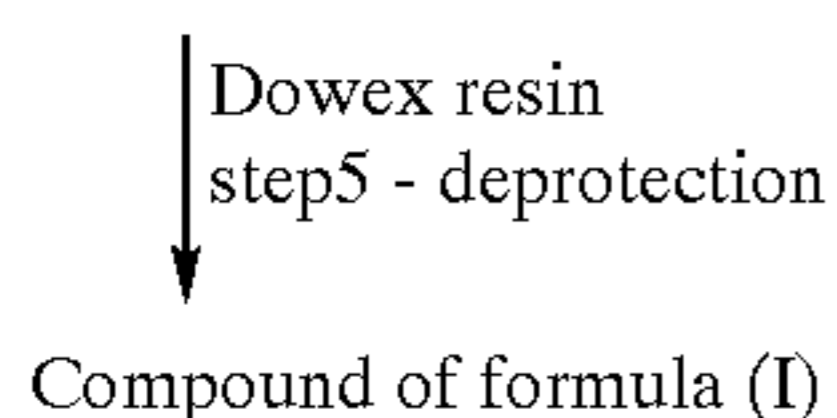 Dowex resin
step5 - deprotection
Compound of formula (I)